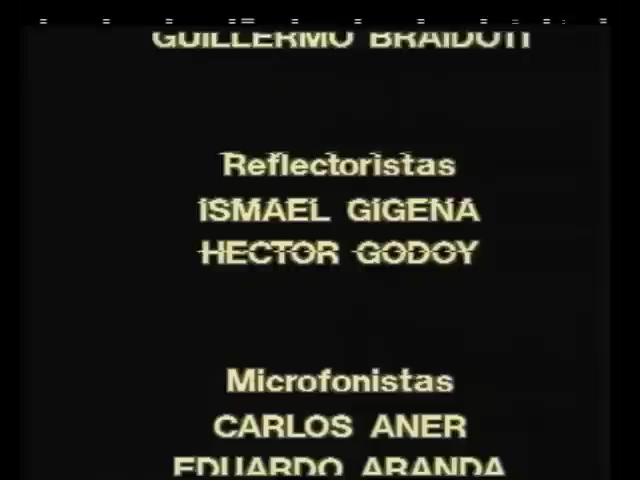 GUILLERMO BRAIDOTI
Reflectoristas
ISMAEL GIGENA
HECTOR GODOY
Microfonistas
CARLOS ANER
EDUARDO ARANDA